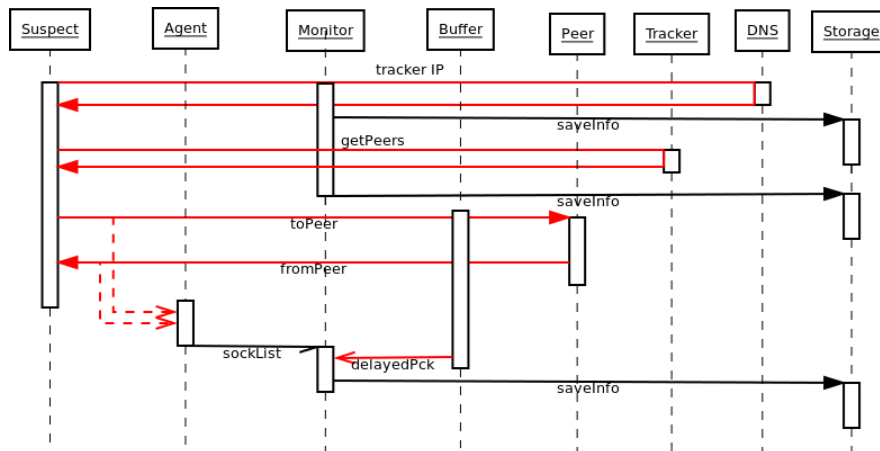 Suspect
Agent
Monitor
Buffer
Peer
Tracker
DNS
Storage
tracker IP
saveInfo
getPeers
saveInfo
toPeer
fromPeer
sockList
delayedPck
saveInfo